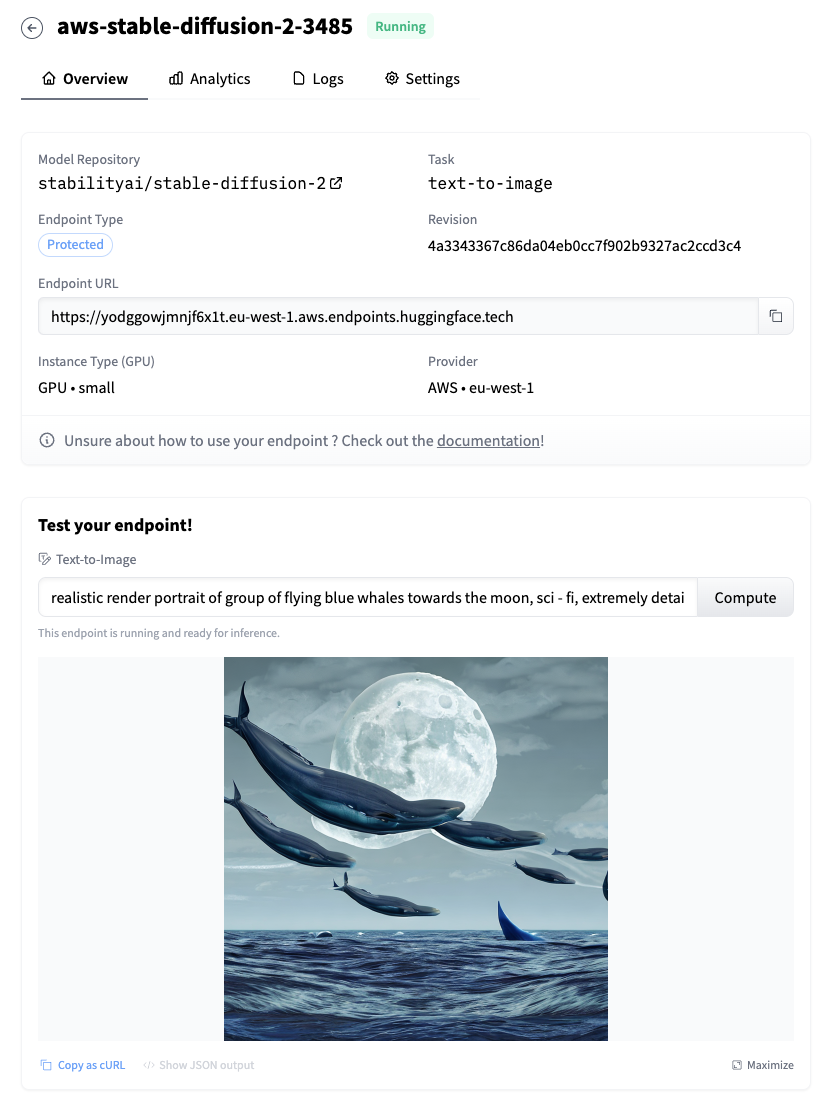 aws-stable-diffusion-2-3485 Running
Overview Analytics Logs Settings
Model Repository Task
stabilityai/stable-diffusion-2 text-to-image
Endpoint Type Revision
Protected 4a3343367c86da04eb0cc7f902b9327ac2ccd3c4
Endpoint URL
https://yodggowjmnjf6x1t.eu-west-1.aws.endpoints.huggingface.tech
Instance Type (GPU) Provider
GPU • small AWS • eu-west-1
Unsure about how to use your endpoint ? Check out the documentation!
Test your endpoint!
Text-to-Image
realistic render portrait of group of flying blue whales towards the moon, sci - fi, extremely detai Compute
This endpoint is running and ready for inference.
Copy as cURL </> Show JSON output Maximize